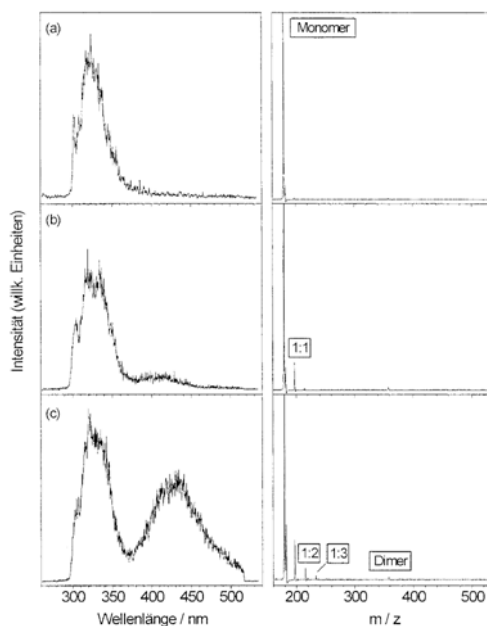 (a)
Monomer
(b)
1:1
(c)
1:2
1:3
Dimer
Intensität (willk. Einheiten)
300 350 400 450 500
200 300 400 500
Wellenlänge / nm
m / z